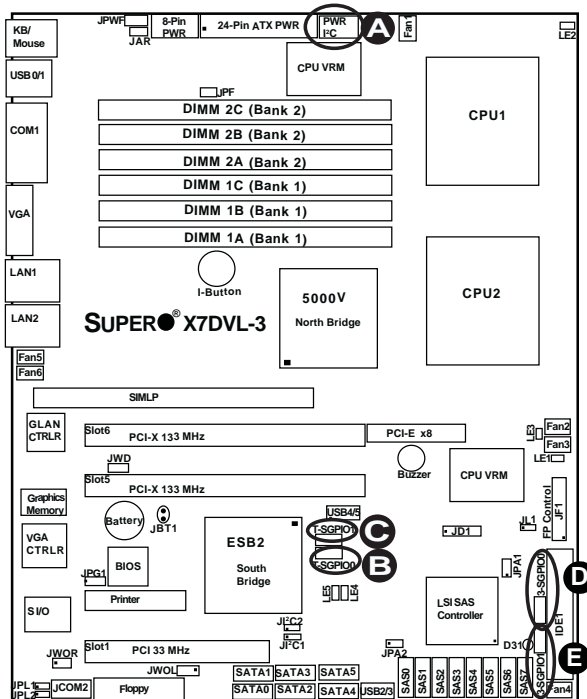 JPWF
JAR
8-Pin
PWR
24-Pin ATX PWR
PWR
I²C
A
Fan1
LE2
KB/
Mouse
USB0/1
COM1
VGA
LAN1
LAN2
Fan5
Fan6
CPU VRM
JPF
DIMM 2C (Bank 2)
DIMM 2B (Bank 2)
DIMM 2A (Bank 2)
DIMM 1C (Bank 1)
DIMM 1B (Bank 1)
DIMM 1A (Bank 1)
CPU1
CPU2
I-Button
5000V
North Bridge
SUPER® X7DVL-3
SIMLP
GLAN
CTRLR
Slot6
PCI-X 133 MHz
PCI-E x8
LE3
Fan2
Fan3
LE1
JWD
Slot5
PCI-X 133 MHz
Buzzer
CPU VRM
Graphics
Memory
Battery
JBT1
USB4/5
T-SGPIO1
C
T-SGPIO0
B
JD1
JL1
FP Control
JF1
VGA
CTRLR
BIOS
ESB2
South
Bridge
JPG1
Printer
LE5
LE4
JPA1
3-SGPIO0
D
IDE1
SI/O
LSI SAS
Controller
JI²C2
JI²C1
D31
3-SGPIO1
E
Slot1
PCI 33 MHz
JPA2
JWOR
JWOL
SATA1
SATA3
SATA5
SATA0
SATA2
SATA4
USB2/3
SAS0
SAS1
SAS2
SAS3
SAS4
SAS5
SAS6
SAS7
Fan4
JPL1
JPL2
JCOM2
Floppy